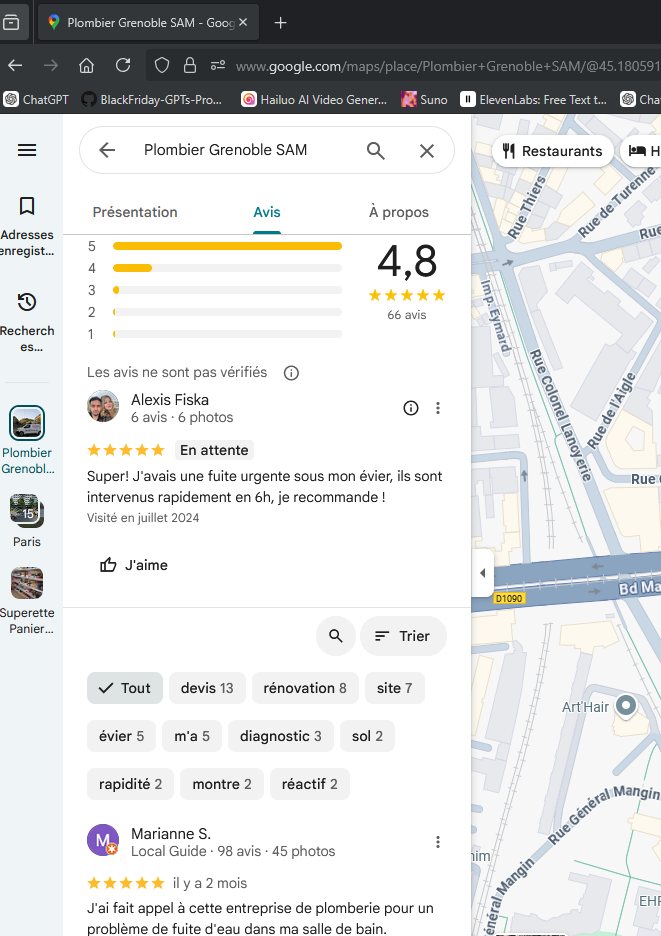 Plombier Grenoble SAM - Goog
www.google.com/maps/place/Plombier+Grenoble+SAM/@45.180591
ChatGPT
BlackFriday-GPTs-Pro...
Hailuo AI Video Gener...
Suno
ElevenLabs: Free Text t...
Cha
Plombier Grenoble SAM
Restaurants
H
Adresses
enregist...
Présentation
Avis
À propos
5
4
3
2
1
4,8
66 avis
Recherch
es...
Les avis ne sont pas vérifiés
Alexis Fiska
6 avis · 6 photos
En attente
Super! J'avais une fuite urgente sous mon évier, ils sont
intervenus rapidement en 6h, je recommande !
Visité en juillet 2024
J'aime
Plombier
Grenobl...
15
Paris
Superette
Panier...
Trier
Tout
devis 13
rénovation 8
site 7
évier 5
m'a 5
diagnostic 3
sol 2
rapidité 2
montre 2
réactif 2
M
Marianne S.
Local Guide · 98 avis · 45 photos
il y a 2 mois
J'ai fait appel à cette entreprise de plomberie pour un
problème de fuite d'eau dans ma salle de bain.
Rue Thiers
Rue de Turenne
Rue
Imp. Eymard
Rue Colonel Lanoyerie
Rue de l'Aigle
Rue
D1090
Bd Ma
Art'Hair
Rue Général Mangin
énéral Mangin
him
EHP